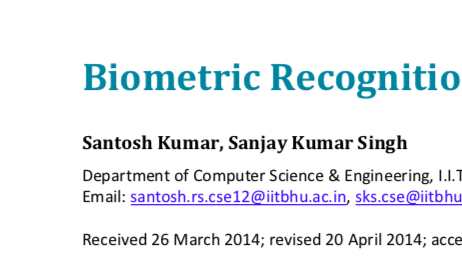 Biometric Recognitio
Santosh Kumar, Sanjay Kumar Singh
Department of Computer Science & Engineering, I.I.T
Email: santosh.rs.cse12@iitbhu.ac.in, sks.cse@iitbhu
Received 26 March 2014; revised 20 April 2014; acce